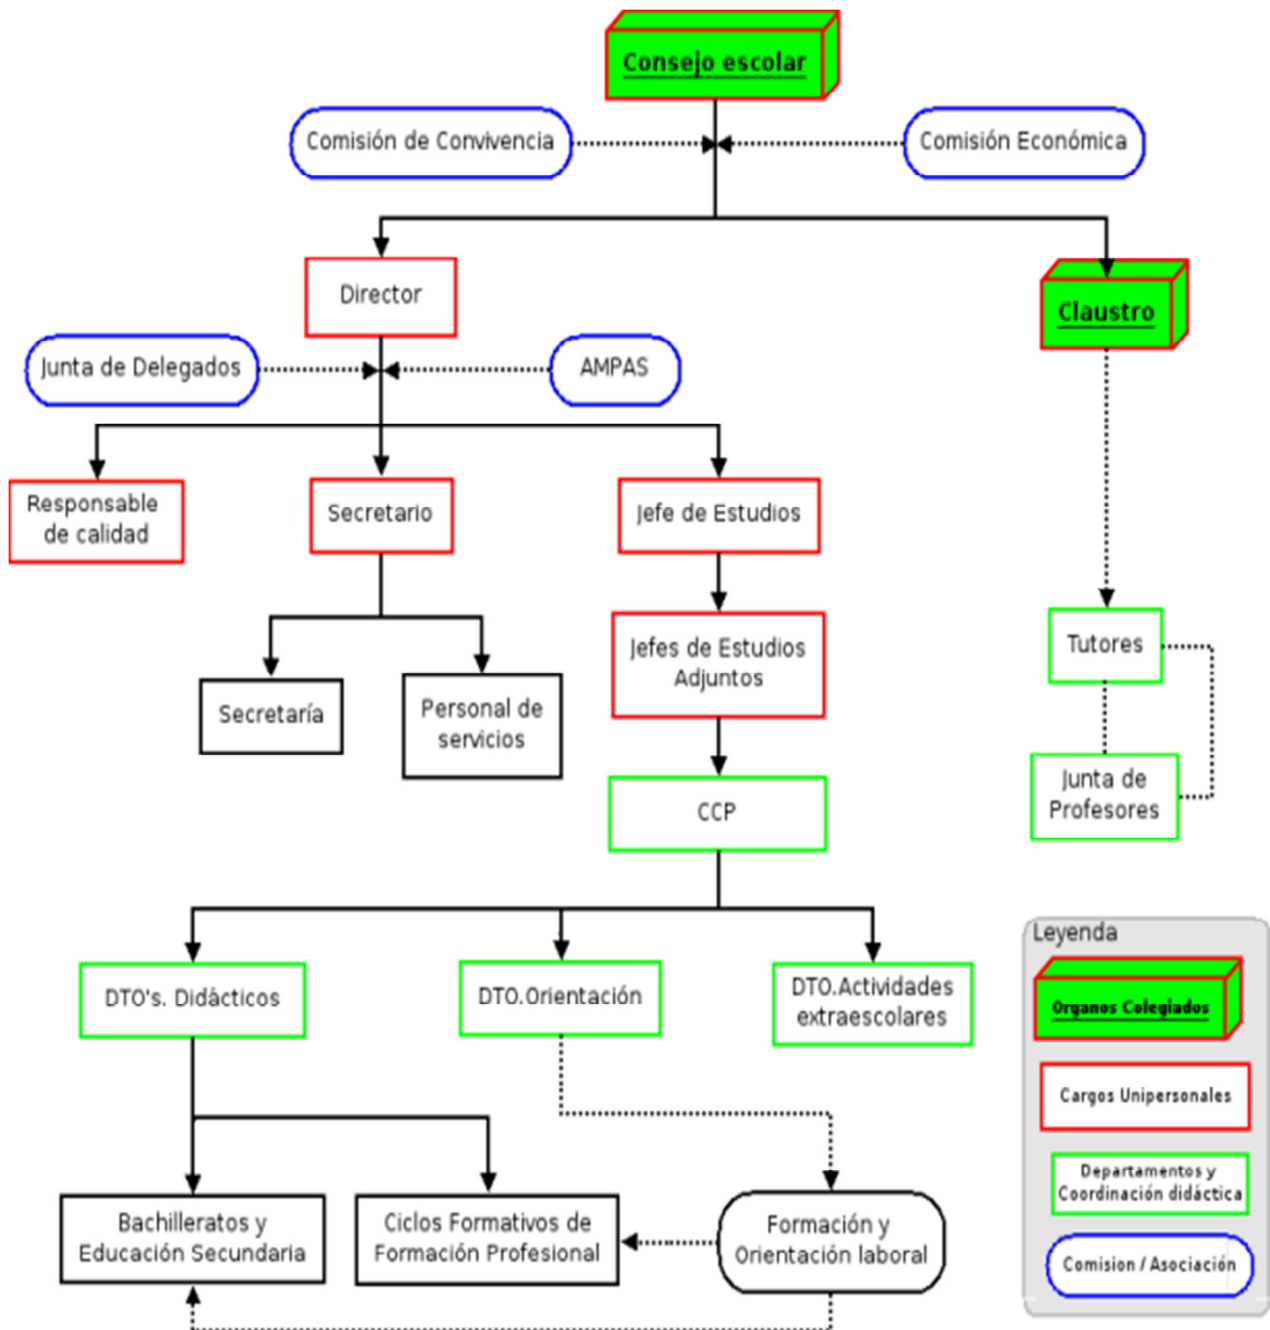 Consejo escolar
Comisión de Convivencia
Comisión Económica
Director
Claustro
Junta de Delegados
AMPAS
Responsable
de calidad
Secretario
Jefe de Estudios
Jefes de Estudios
Adjuntos
Tutores
Secretaría
Personal de
servicios
Junta de
Profesores
CCP
DTO's. Didácticos
DTO.Orientación
DTO.Actividades
extraescolares
Bachilleratos y
Educación Secundaria
Ciclos Formativos de
Formación Profesional
Formación y
Orientación laboral
Leyenda
Organos Colegiados
Cargos Unipersonales
Departamentos y
Coordinación didáctica
Comision / Asociación